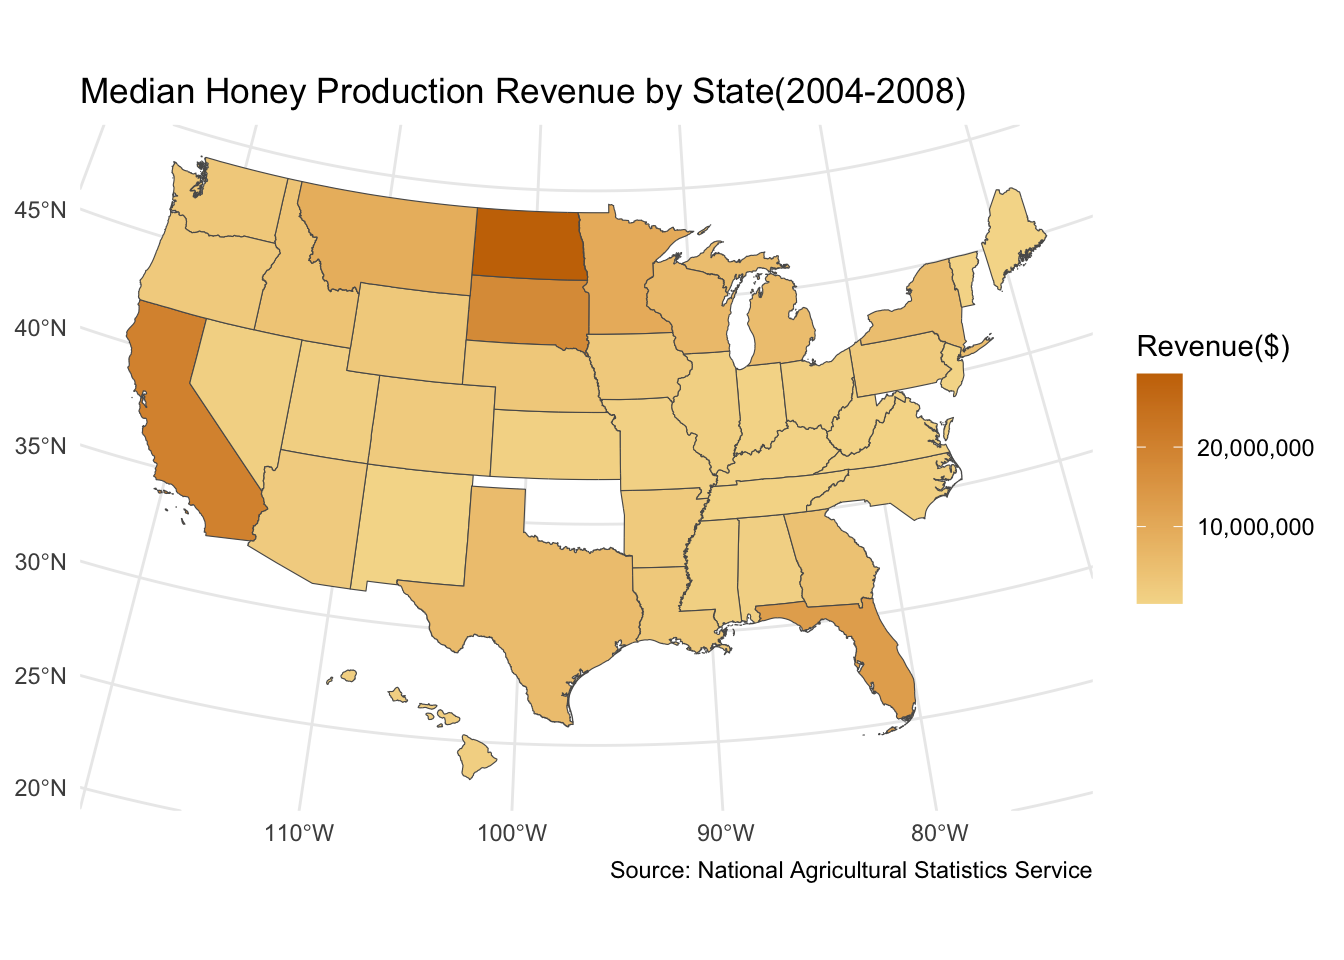 Median Honey Production Revenue by State(2004-2008)
45°N
40°N
35°N
30°N
25°N
20°N
110°W
100°W
90°W
80°W
Revenue($)
20,000,000
10,000,000
Source: National Agricultural Statistics Service